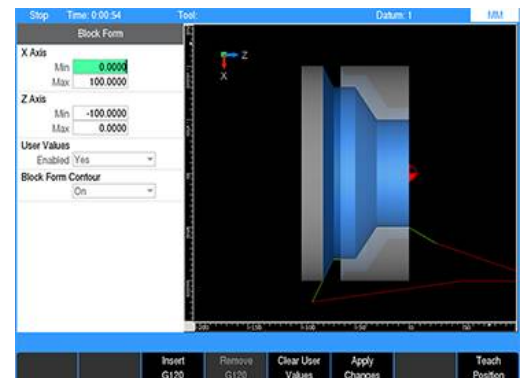 Stop Time: 0:00:54 Tool: Datum: 1 MM
Block Form
X Axis
Min 0.0000
Max 100.0000
Z Axis
Min -100.0000
Max 0.0000
User Values
Enabled Yes
Block Form Contour
On
Z
X
Insert G120
Remove G120
Clear User Values
Apply Changes
Teach Position